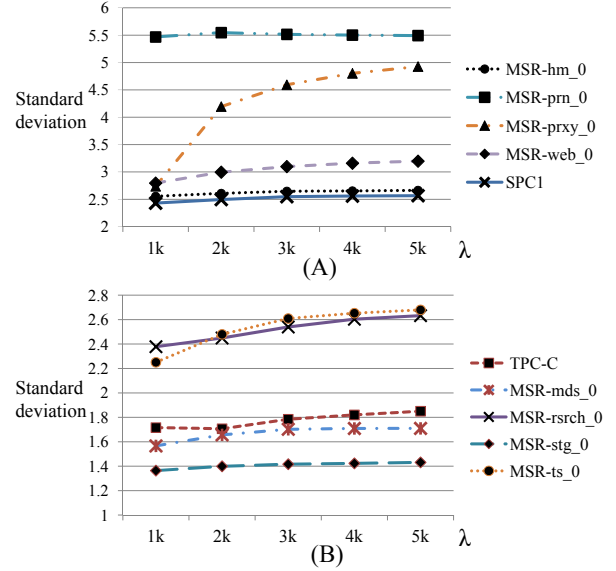 6
5.5
5
4.5
4
3.5
3
2.5
2
Standard
deviation
1k 2k 3k 4k 5k λ
MSR-hm_0
MSR-prn_0
MSR-prxy_0
MSR-web_0
SPC1
(A)
2.8
2.6
2.4
2.2
2
1.8
1.6
1.4
1.2
1
Standard
deviation
1k 2k 3k 4k 5k λ
TPC-C
MSR-mds_0
MSR-rsrch_0
MSR-stg_0
MSR-ts_0
(B)